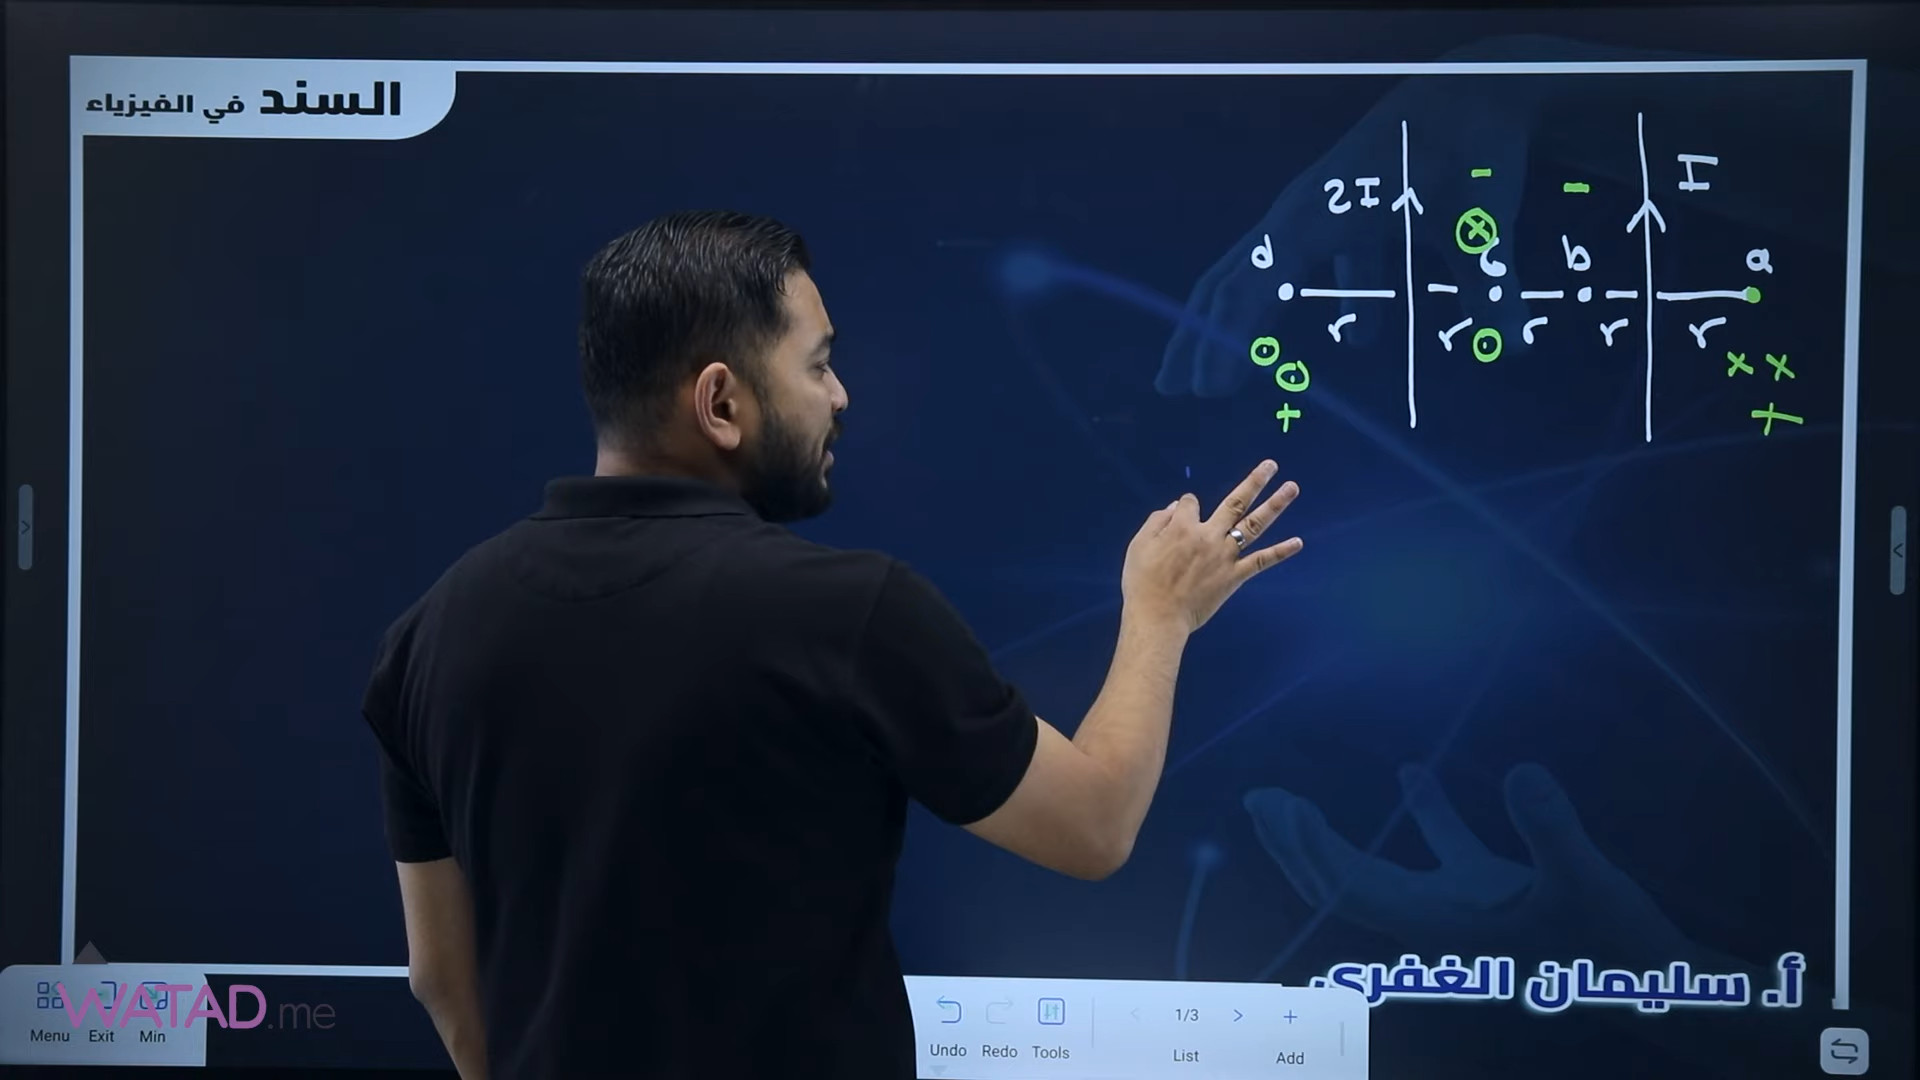 السند في الفيزياء
2I
I
d
b
a
r
r
r
r
r
أ. سليمان الغفري
WATAD.me
Menu
Exit
Min
Undo
Redo
Tools
1/3
List
Add